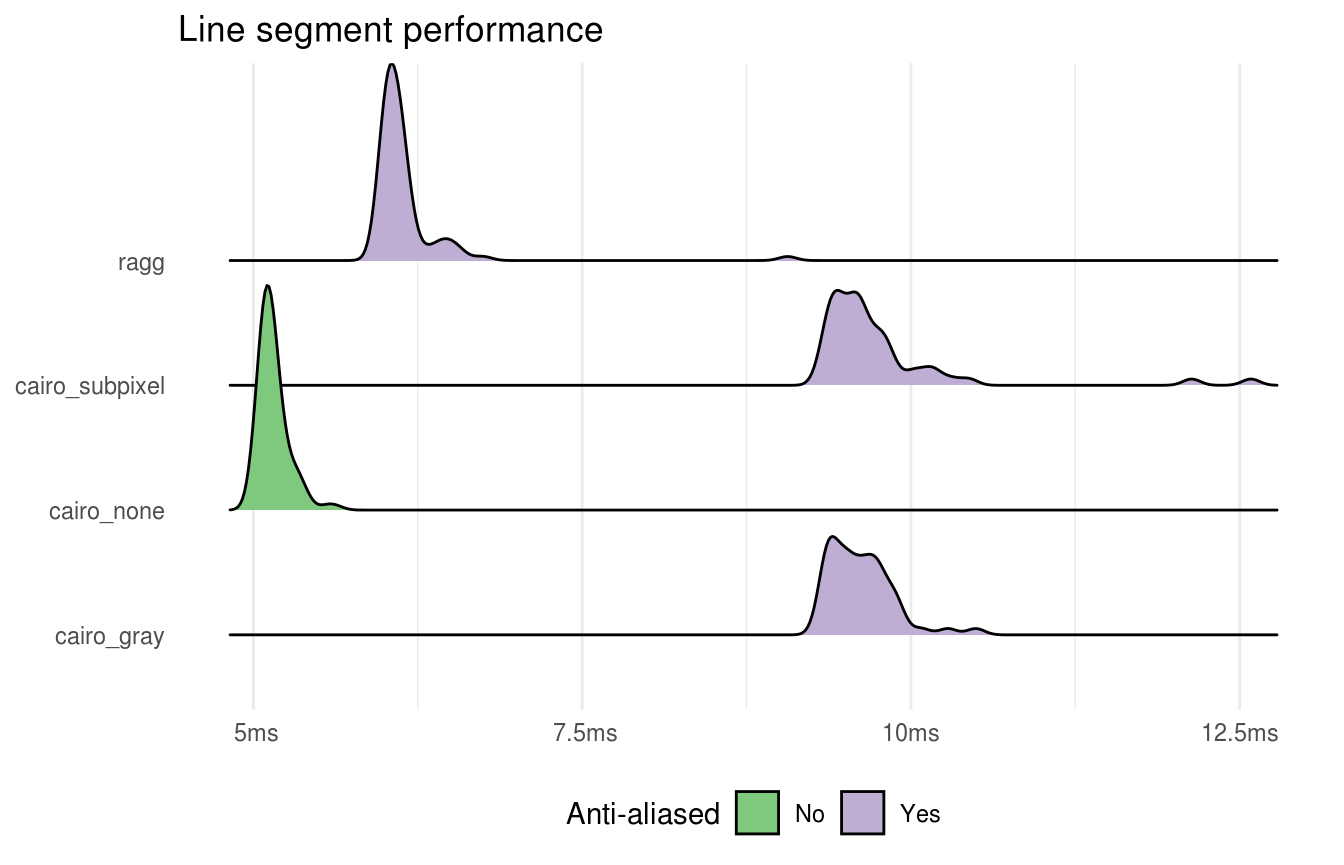 Line segment performance
ragg
cairo_subpixel
cairo_none
cairo_gray
5ms 7.5ms 10ms 12.5ms
Anti-aliased No Yes